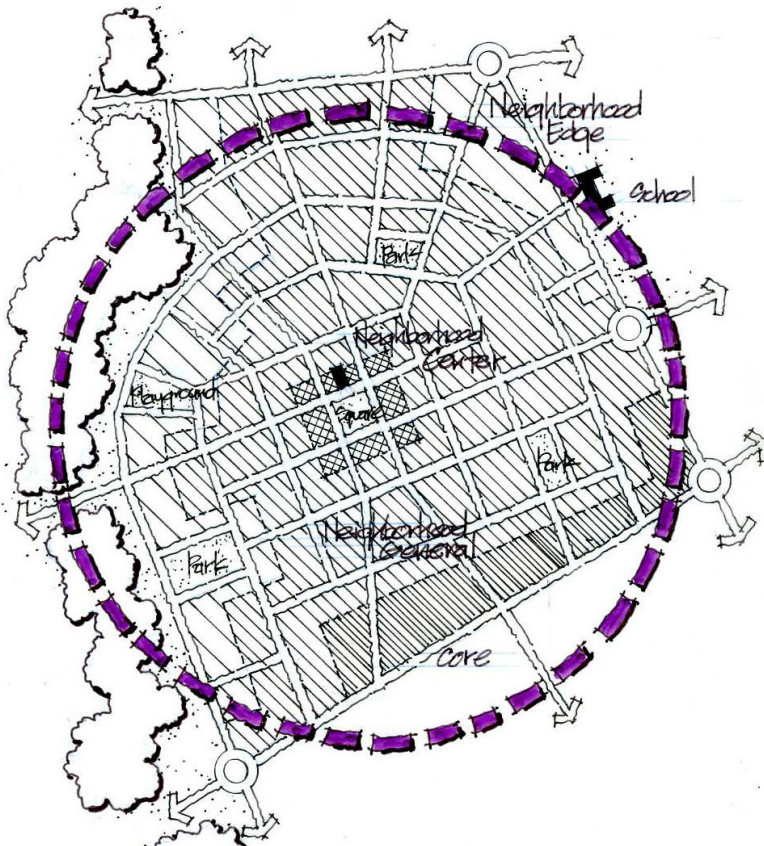 Neighborhood
Edge
School
Park
Neighborhood
Center
Playground
Square
Park
Neighborhood
General
Park
Core